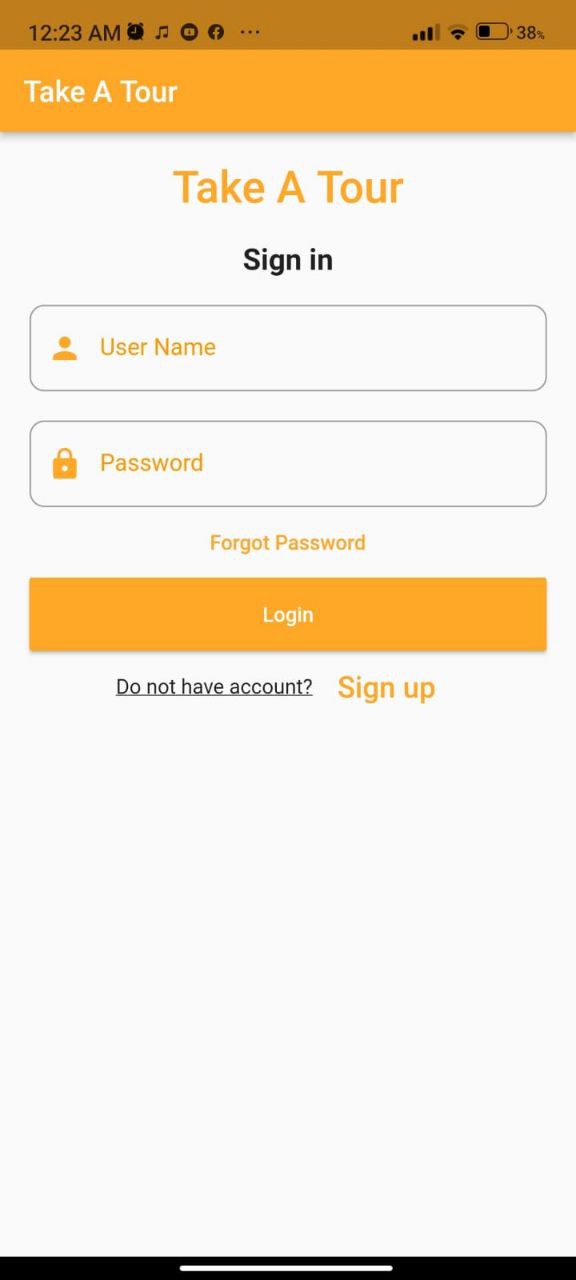 12:23 AM 38%
Take A Tour
Take A Tour
Sign in
User Name
Password
Forgot Password
Login
Do not have account? Sign up